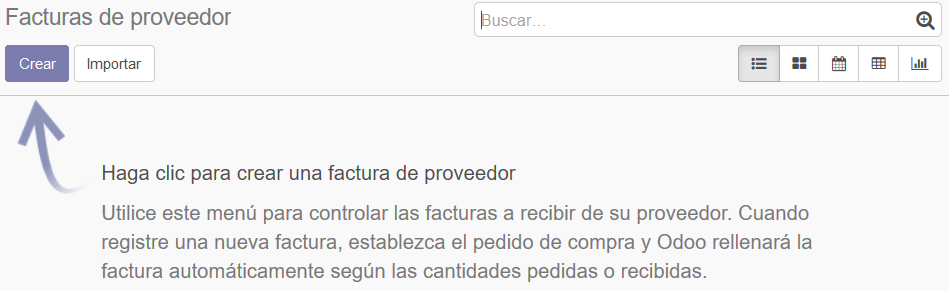 Facturas de proveedor
Buscar...
Crear
Importar
Haga clic para crear una factura de proveedor
Utilice este menú para controlar las facturas a recibir de su proveedor. Cuando
registre una nueva factura, establezca el pedido de compra y Odoo rellenará la
factura automáticamente según las cantidades pedidas o recibidas.